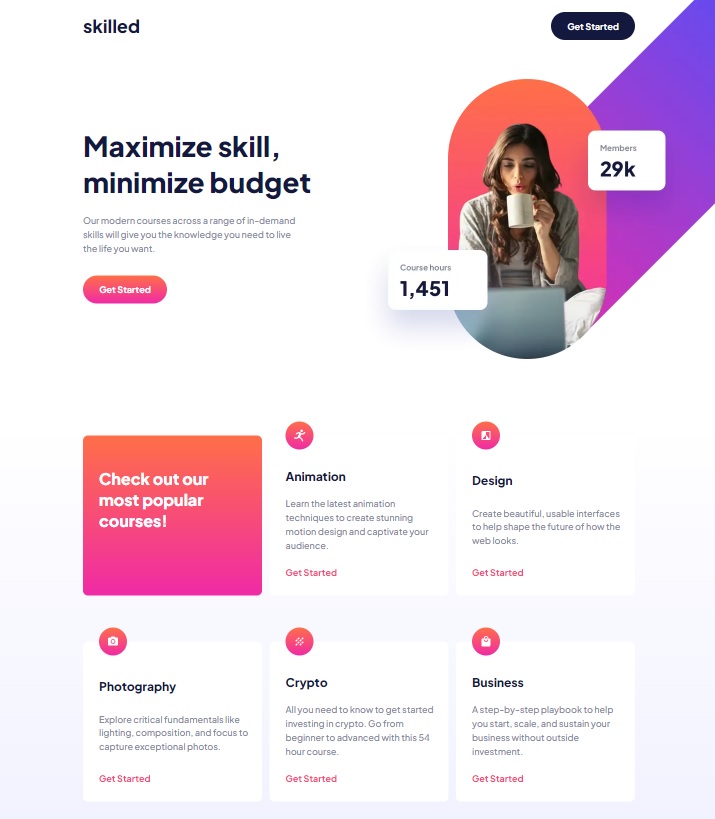 skilled
Get Started
Maximize skill,
minimize budget
Our modern courses across a range of in-demand
skills will give you the knowledge you need to live
the life you want.
Get Started
Members
29k
Course hours
1,451
Check out our
most popular
courses!
Animation
Learn the latest animation
techniques to create stunning
motion design and captivate your
audience.
Get Started
Design
Create beautiful, usable interfaces
to help shape the future of how the
web looks.
Get Started
Photography
Explore critical fundamentals like
lighting, composition, and focus to
capture exceptional photos.
Get Started
Crypto
All you need to know to get started
investing in crypto. Go from
beginner to advanced with this 54
hour course.
Get Started
Business
A step-by-step playbook to help
you start, scale, and sustain your
business without outside
investment.
Get Started